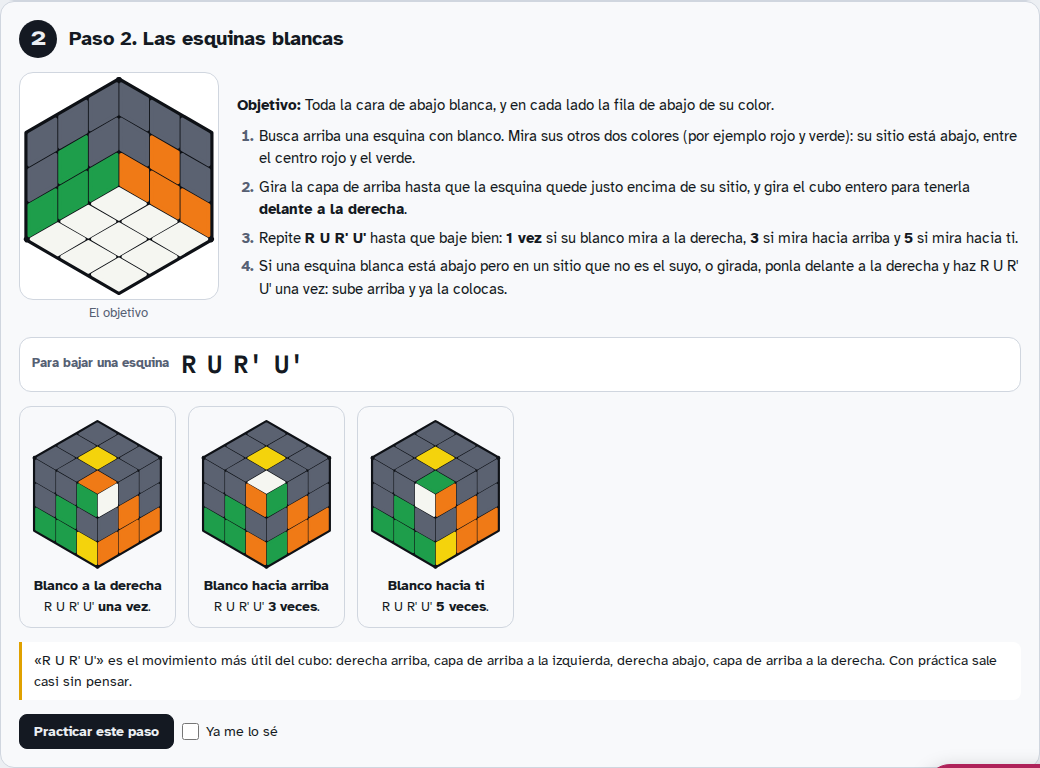 2 Paso 2. Las esquinas blancas
Objetivo: Toda la cara de abajo blanca, y en cada lado la fila de abajo de su color.
1. Busca arriba una esquina con blanco. Mira sus otros dos colores (por ejemplo rojo y verde): su sitio está abajo, entre
el centro rojo y el verde.
2. Gira la capa de arriba hasta que la esquina quede justo encima de su sitio, y gira el cubo entero para tenerla
delante a la derecha.
3. Repite R U R' U' hasta que baje bien: 1 vez si su blanco mira a la derecha, 3 si mira hacia arriba y 5 si mira hacia ti.
4. Si una esquina blanca está abajo pero en un sitio que no es el suyo, o girada, ponla delante a la derecha y haz R U R'
U' una vez: sube arriba y ya la colocas.
El objetivo
Para bajar una esquina R U R' U'
Blanco a la derecha
R U R' U' una vez.
Blanco hacia arriba
R U R' U' 3 veces.
Blanco hacia ti
R U R' U' 5 veces.
«R U R' U'» es el movimiento más útil del cubo: derecha arriba, capa de arriba a la izquierda, derecha abajo, capa de arriba a la derecha. Con práctica sale
casi sin pensar.
Practicar este paso
Ya me lo sé